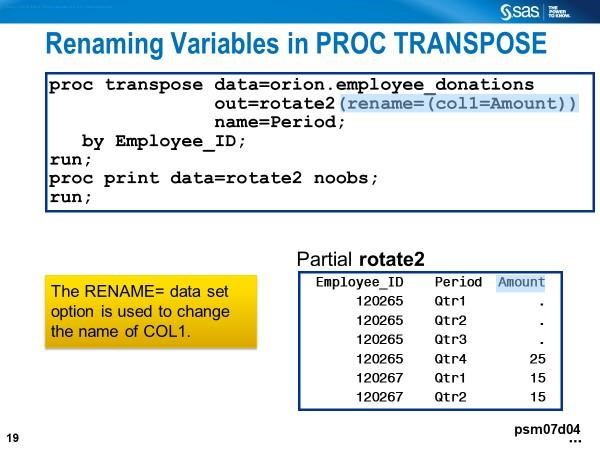 sas THE POWER TO KNOW.
Renaming Variables in PROC TRANSPOSE
proc transpose data=orion.employee_donations
out=rotate2(rename=(col1=Amount))
name=Period;
by Employee_ID;
run;
proc print data=rotate2 noobs;
run;
Partial rotate2
Employee_ID Period Amount
120265 Qtr1 .
120265 Qtr2 .
120265 Qtr3 .
120265 Qtr4 25
120267 Qtr1 15
120267 Qtr2 15
The RENAME= data set
option is used to change
the name of COL1.
19
psm07d04
...